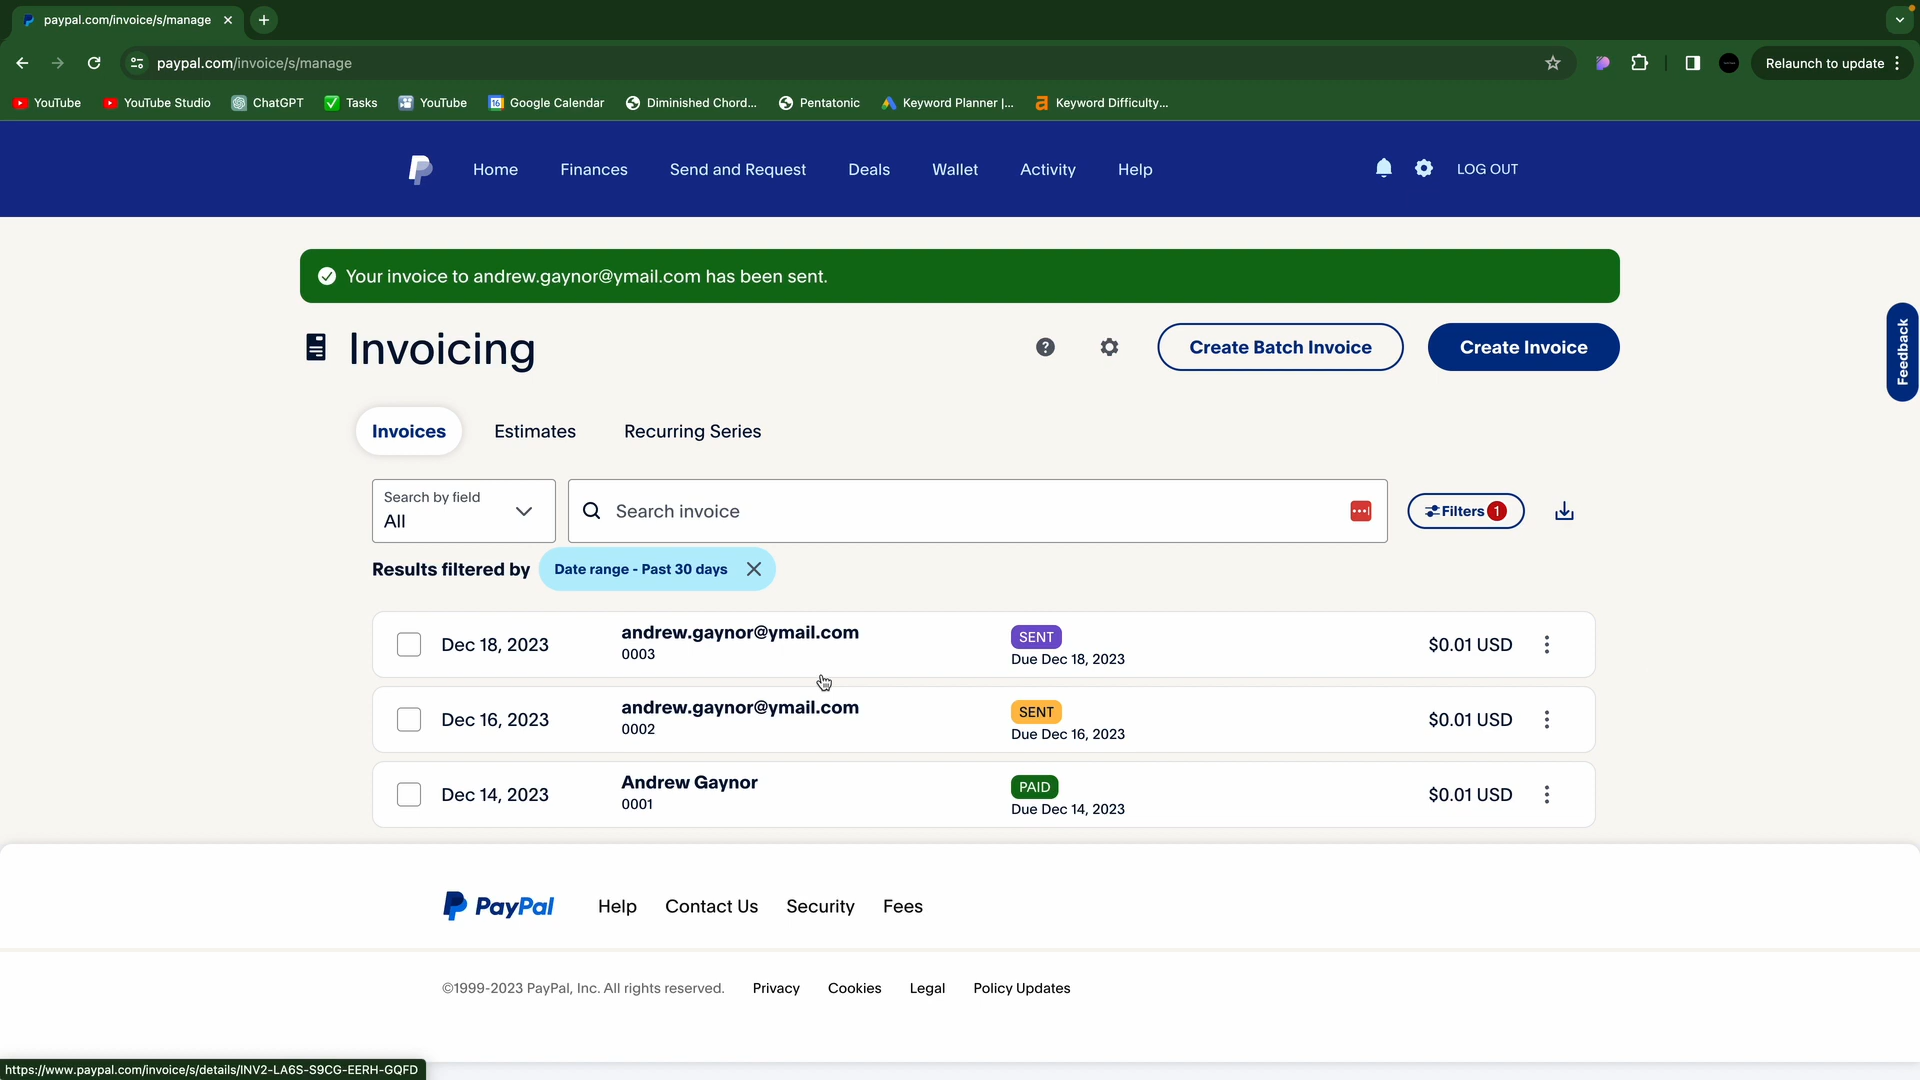 paypal.com/invoice/s/manage
paypal.com/invoice/s/manage
Relaunch to update
YouTube
YouTube Studio
ChatGPT
Tasks
YouTube
16
Google Calendar
Diminished Chord...
Pentatonic
Keyword Planner |...
Keyword Difficulty...
Home
Finances
Send and Request
Deals
Wallet
Activity
Help
LOG OUT
Your invoice to andrew.gaynor@ymail.com has been sent.
Feedback
Invoicing
Create Batch Invoice
Create Invoice
Invoices
Estimates
Recurring Series
Search by field
All
Search invoice
Filters 1
Results filtered by
Date range - Past 30 days
Dec 18, 2023
andrew.gaynor@ymail.com
0003
SENT
Due Dec 18, 2023
$0.01 USD
Dec 16, 2023
andrew.gaynor@ymail.com
0002
SENT
Due Dec 16, 2023
$0.01 USD
Dec 14, 2023
Andrew Gaynor
0001
PAID
Due Dec 14, 2023
$0.01 USD
PayPal
Help
Contact Us
Security
Fees
©1999-2023 PayPal, Inc. All rights reserved.
Privacy
Cookies
Legal
Policy Updates
https://www.paypal.com/invoice/s/details/INV2-LA6S-S9CG-EERH-GQFD